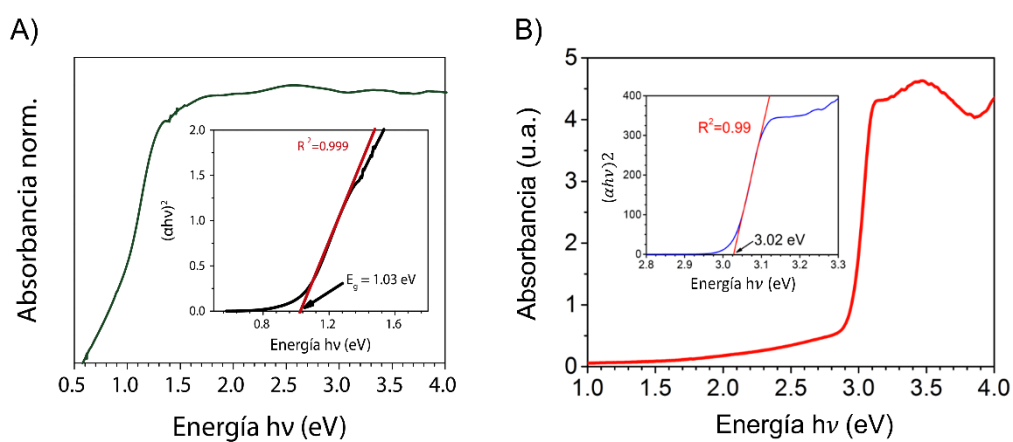 A)
Absorbancia norm.
2.0
1.5
1.0
0.5
0.0
(αhν)²
R²=0.999
E_g = 1.03 eV
0.8 1.2 1.6
Energía hν (eV)
0.5 1.0 1.5 2.0 2.5 3.0 3.5 4.0
Energía hν (eV)
B)
Absorbancia (u.a.)
5
4
3
2
1
0
400
300
200
100
0
(αhν)2
R²=0.99
3.02 eV
2.8 2.9 3.0 3.1 3.2 3.3
Energía hν (eV)
1.0 1.5 2.0 2.5 3.0 3.5 4.0
Energía hν (eV)